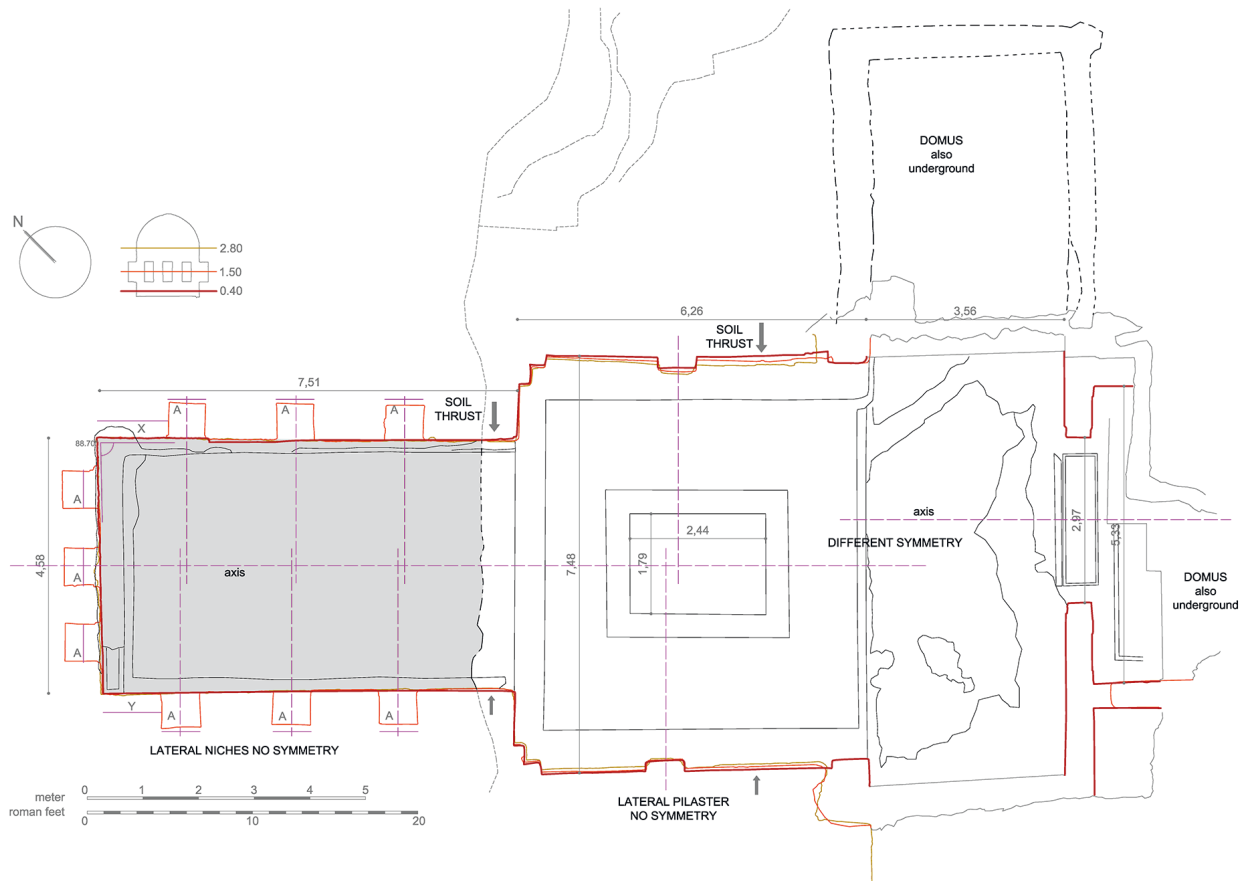 DOMUS
also
underground
N
2.80
1.50
0.40
6,26
3,56
SOIL
THRUST
7,51
SOIL
THRUST
A
A
A
X
88.70
A
A
A
4,58
axis
7,48
2,44
1,79
axis
DIFFERENT SYMMETRY
2,97
5,33
DOMUS
also
underground
Y
A
A
A
LATERAL NICHES NO SYMMETRY
LATERAL PILASTER
NO SYMMETRY
meter
0 1 2 3 4 5
roman feet
0 10 20